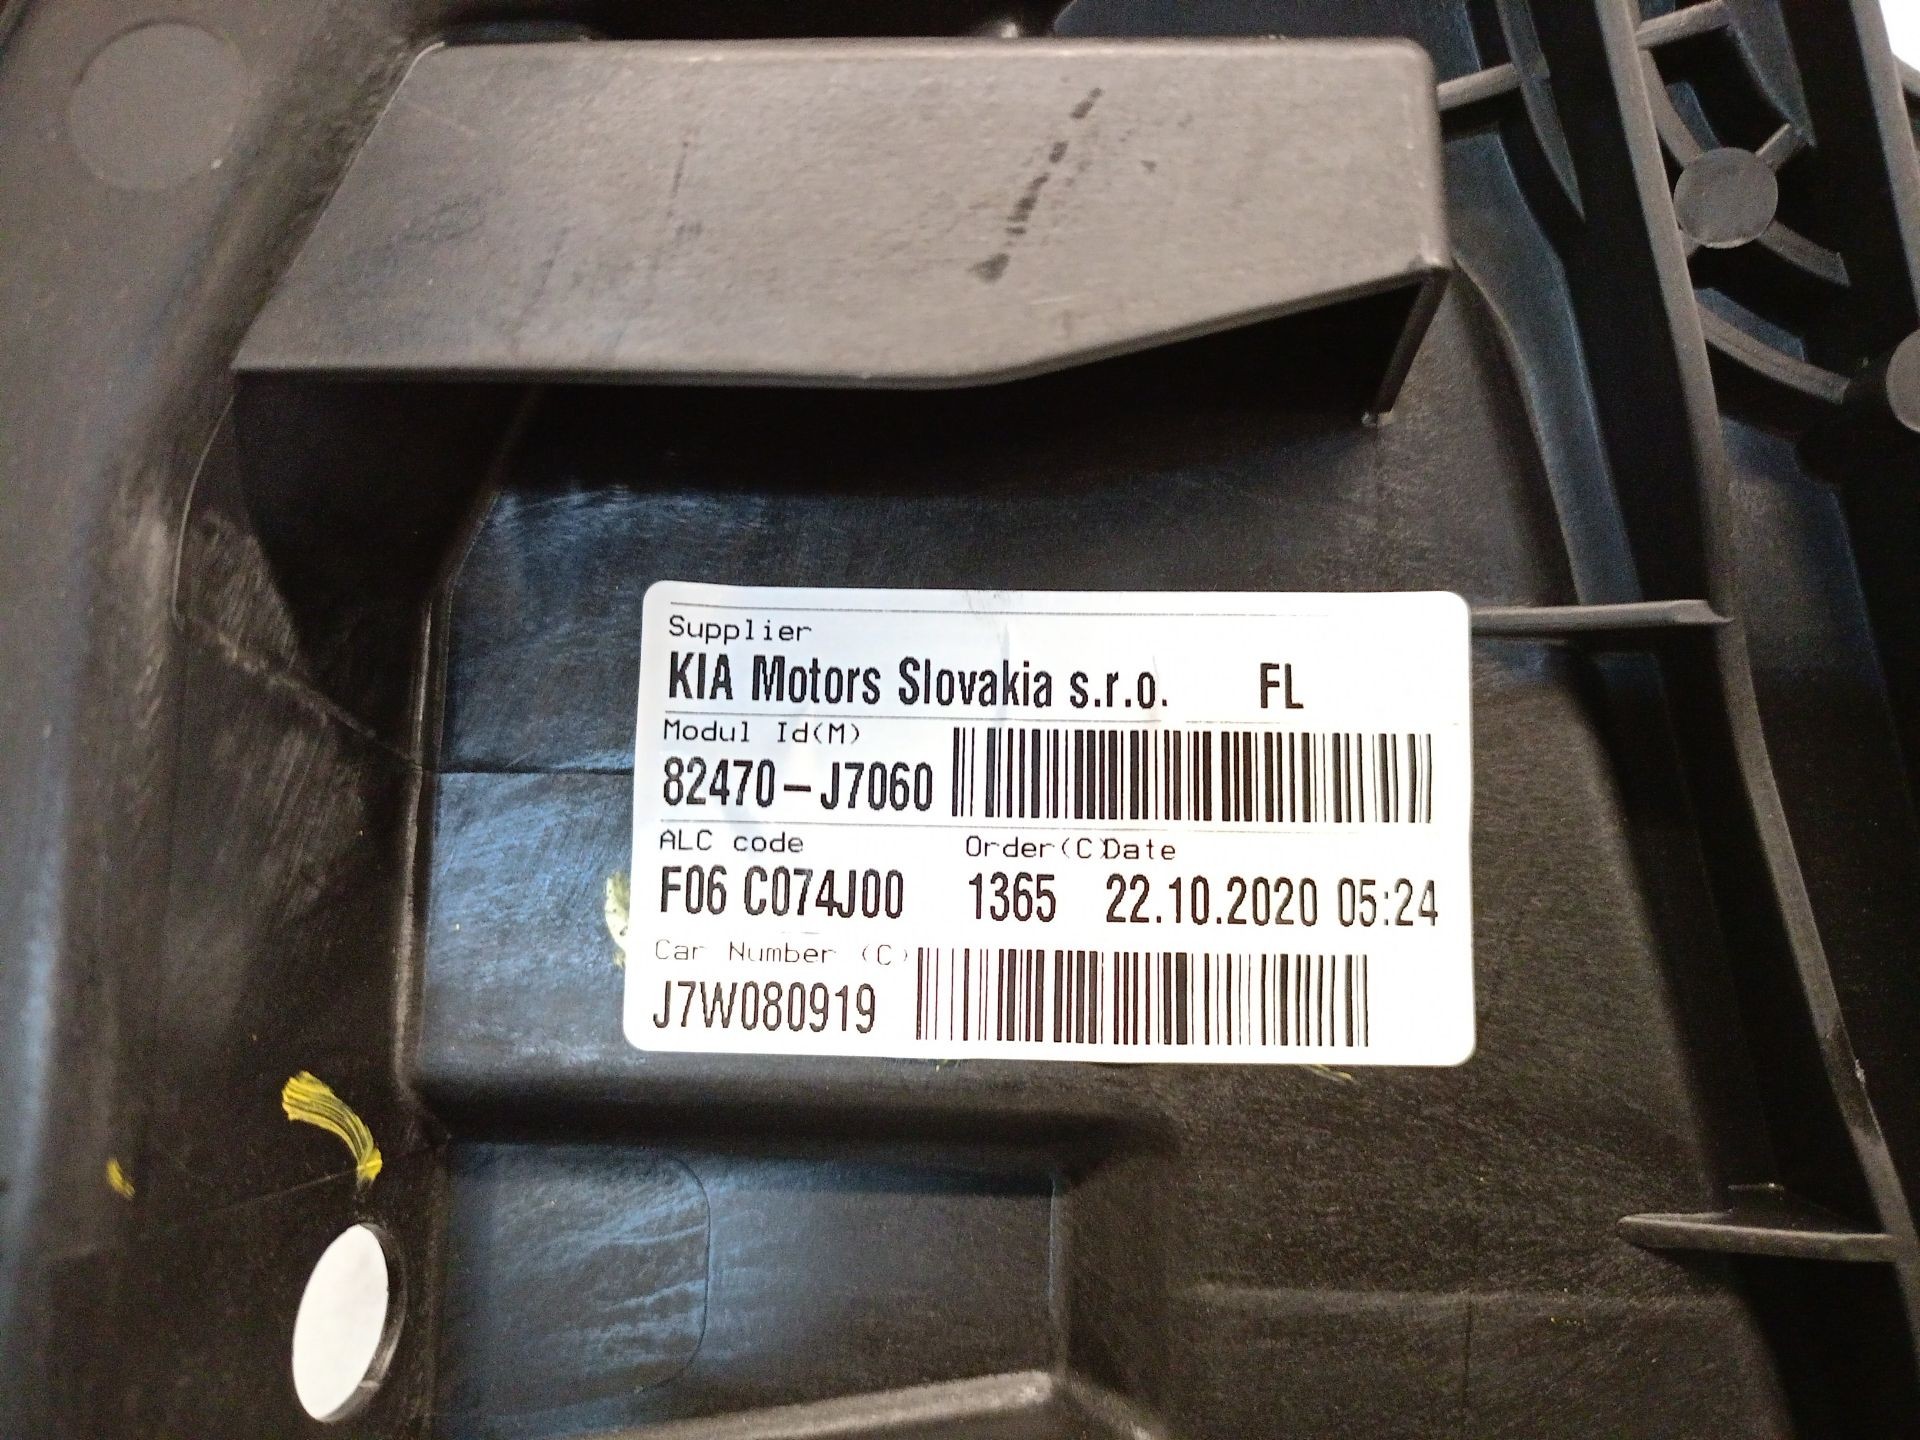 Supplier
KIA Motors Slovakia s.r.o. FL
Modul Id(M)
82470-J7060
ALC code Order(C)Date
F06 C074J00 1365 22.10.2020 05:24
Car Number (C)
J7W080919